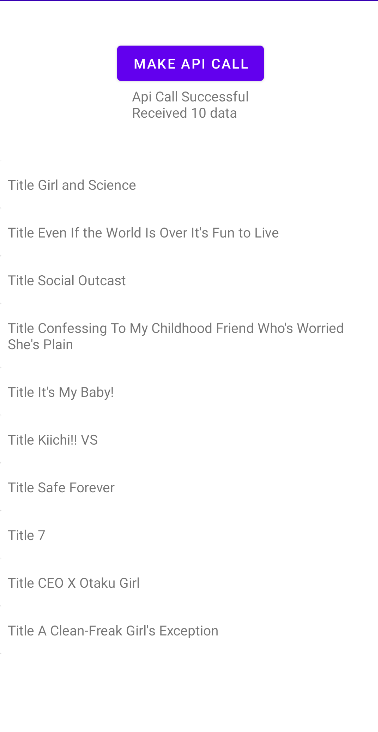 MAKE API CALL
Api Call Successful
Received 10 data
Title Girl and Science
Title Even If the World Is Over It's Fun to Live
Title Social Outcast
Title Confessing To My Childhood Friend Who's Worried
She's Plain
Title It's My Baby!
Title Kiichi!! VS
Title Safe Forever
Title 7
Title CEO X Otaku Girl
Title A Clean-Freak Girl's Exception